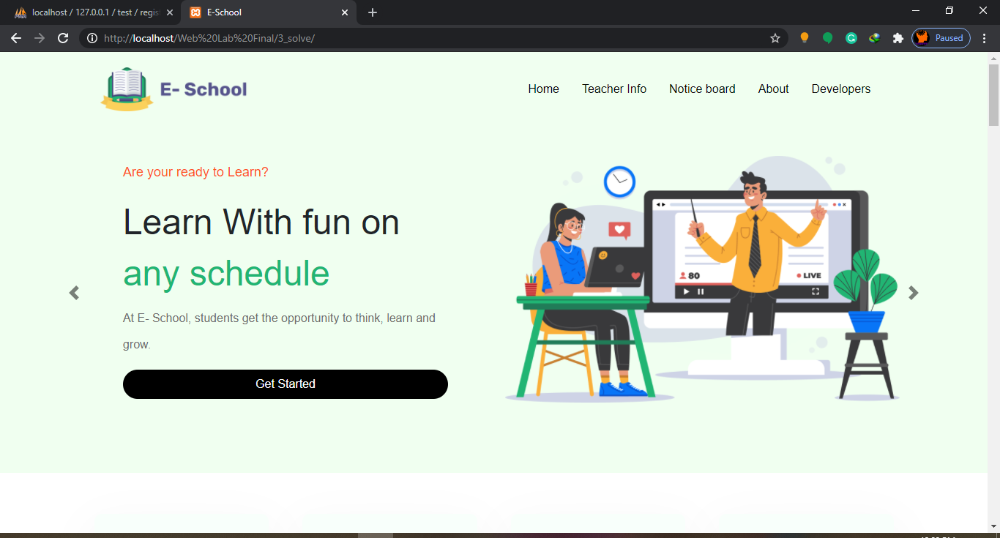 localhost / 127.0.0.1 / test / regis
E-School
http://localhost/Web%20Lab%20Final/3_solve/
Paused
E- School
Home Teacher Info Notice board About Developers
Are your ready to Learn?
Learn With fun on
any schedule
At E- School, students get the opportunity to think, learn and
grow.
Get Started
80
LIVE